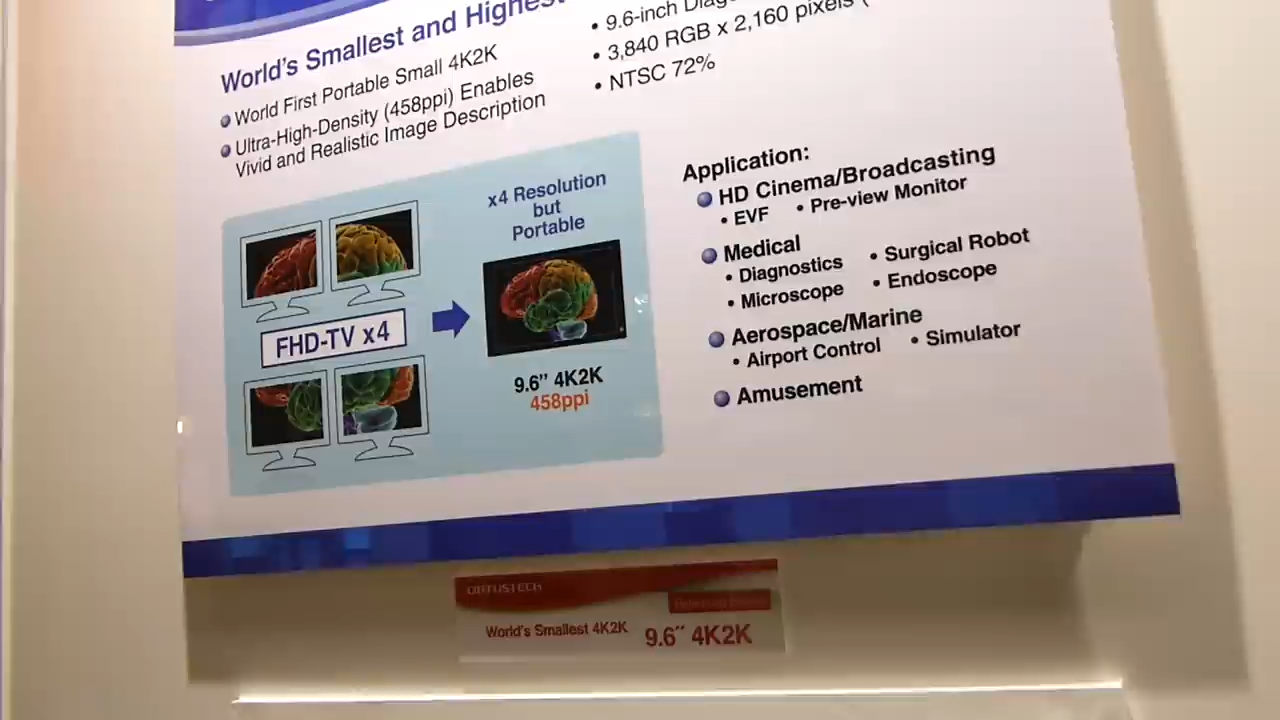 World's Smallest and Highest
World First Portable Small 4K2K
Ultra-High-Density (458ppi) Enables
Vivid and Realistic Image Description
• 9.6-inch
• 3,840 RGB x 2,160 pixels (
• NTSC 72%
x4 Resolution
but
Portable
FHD-TV x4
9.6” 4K2K
458ppi
Application:
HD Cinema/Broadcasting
• EVF • Pre-view Monitor
Medical
• Diagnostics • Surgical Robot
• Microscope • Endoscope
Aerospace/Marine
• Airport Control • Simulator
Amusement
ORTUSTECH
World's Smallest 4K2K 9.6” 4K2K